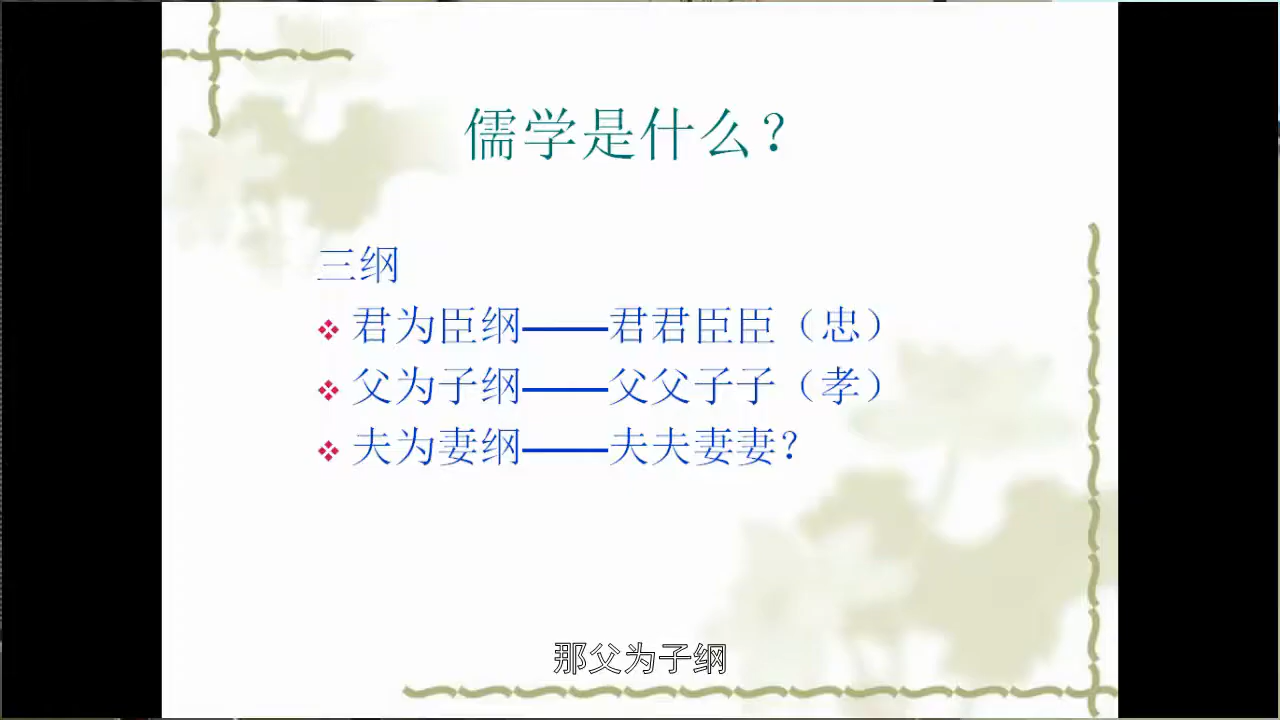 儒学是什么？
三纲
君为臣纲——君君臣臣（忠）
父为子纲——父父子子（孝）
夫为妻纲——夫夫妻妻？
那父为子纲